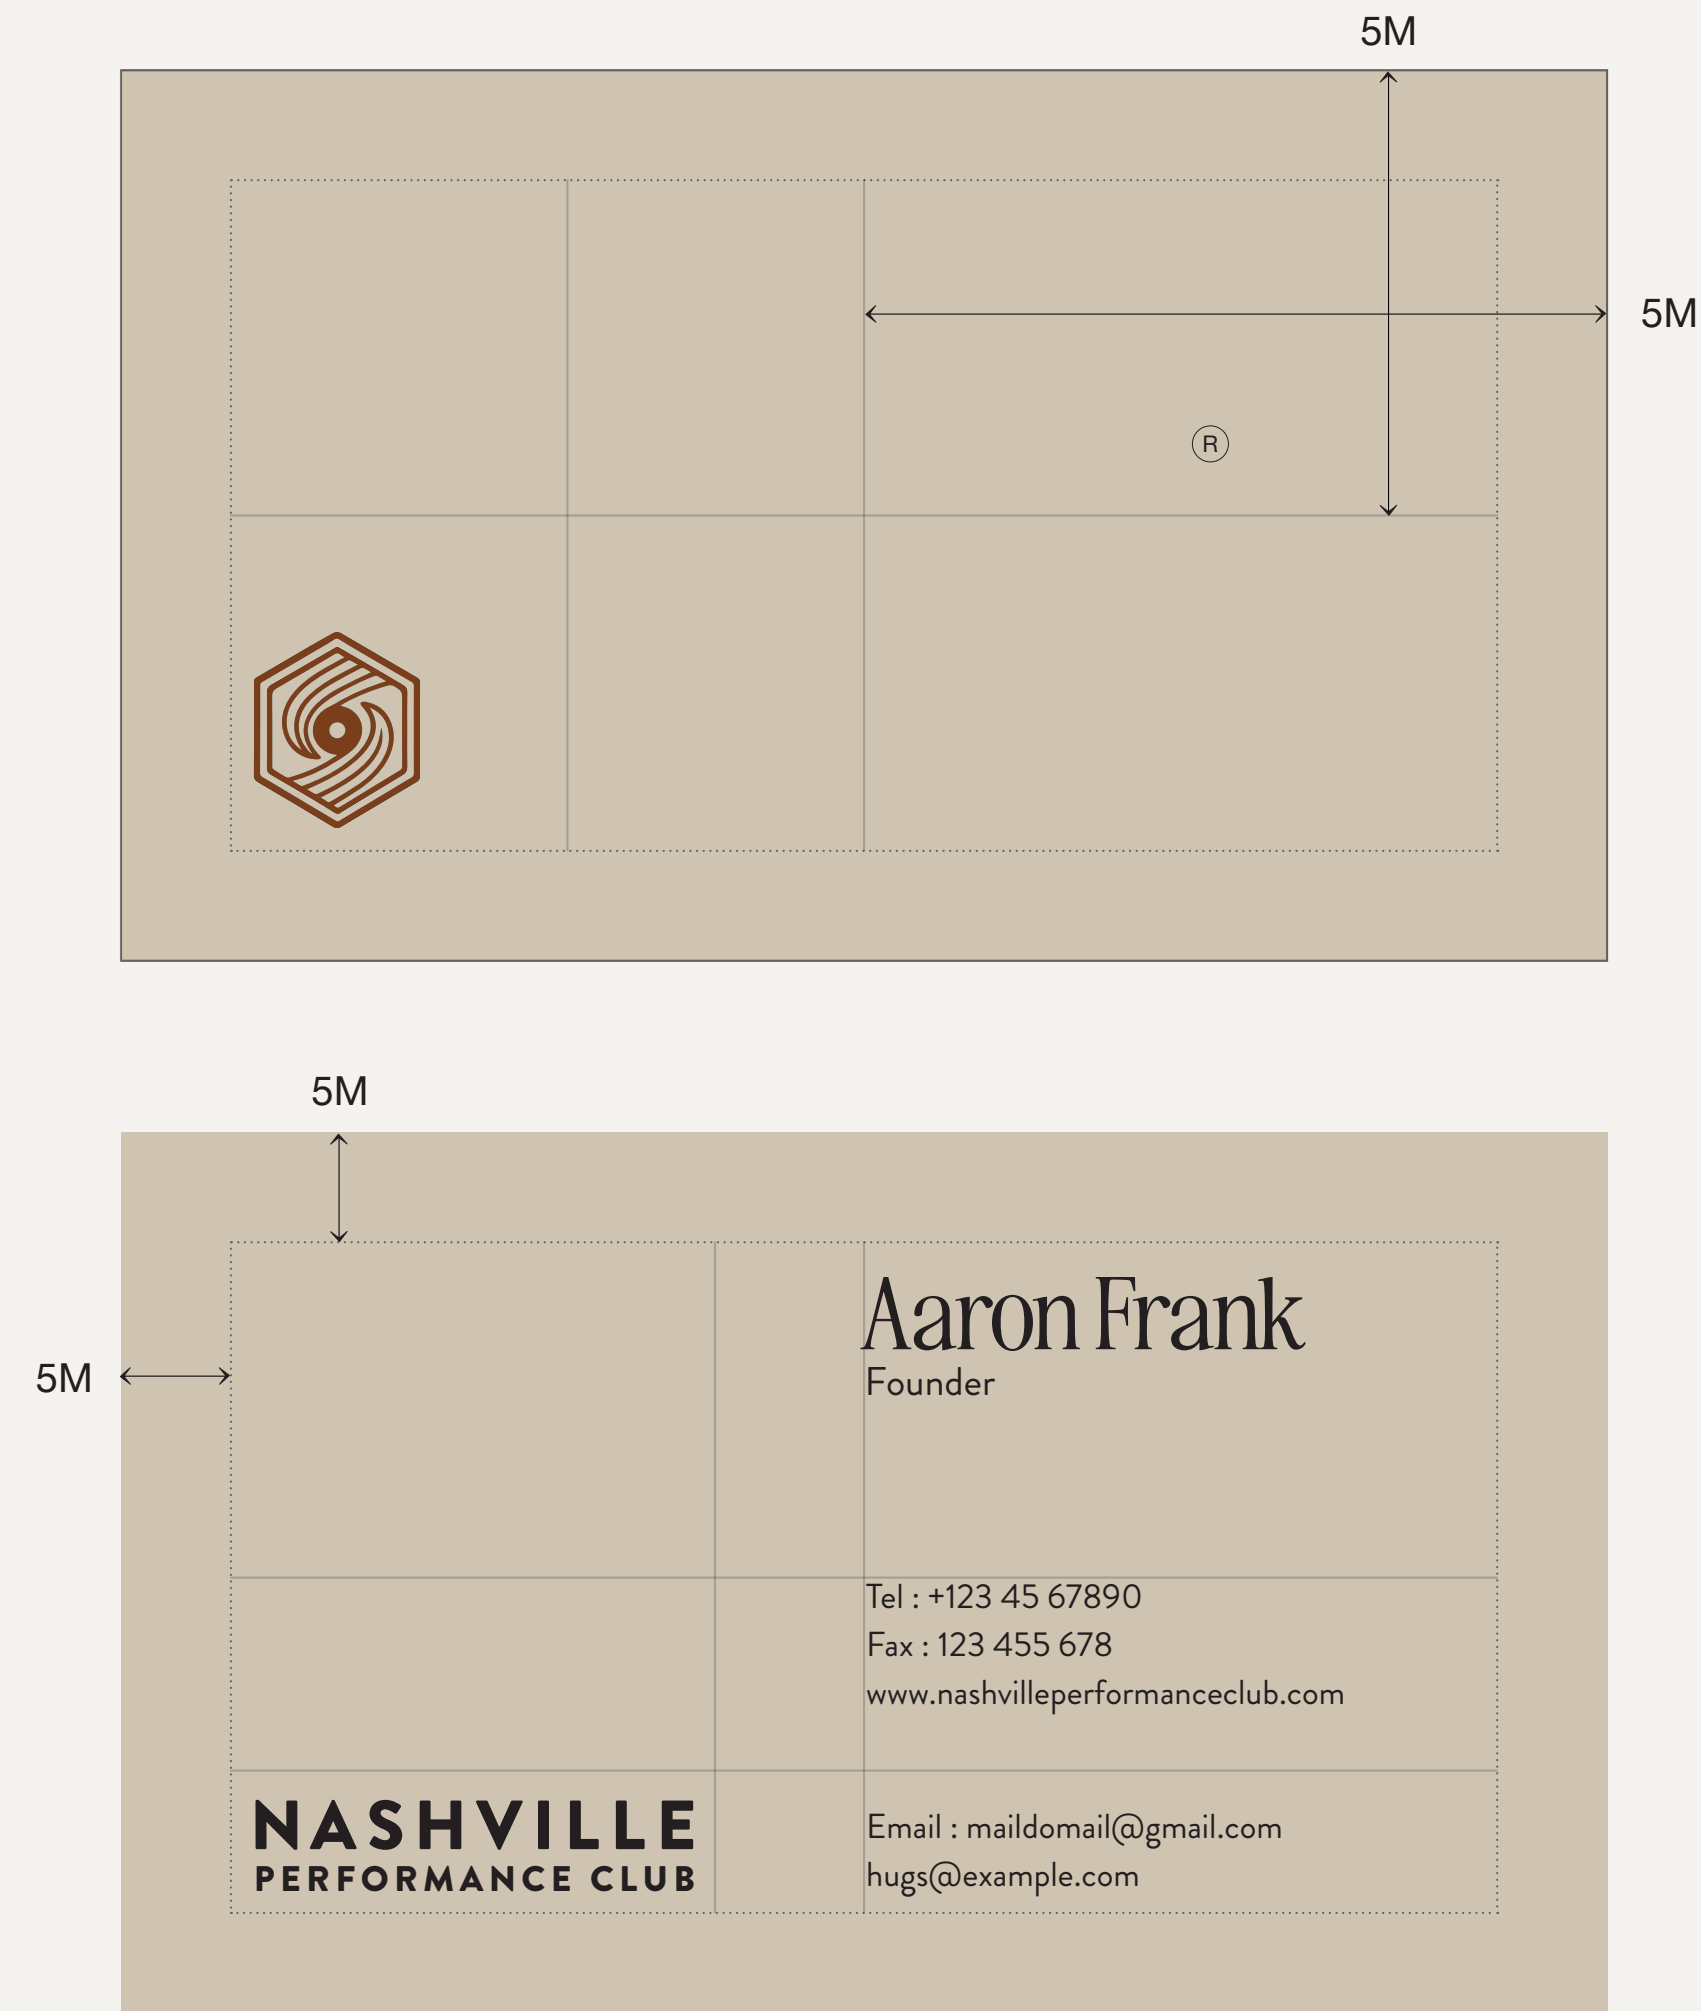 5M
5M
R
5M
Aaron Frank
5M
Founder
Tel : +123 45 67890
Fax : 123 455 678
www.nashvilleperformanceclub.com
NASHVILLE
PERFORMANCE CLUB
Email : maildomail@gmail.com
hugs@example.com